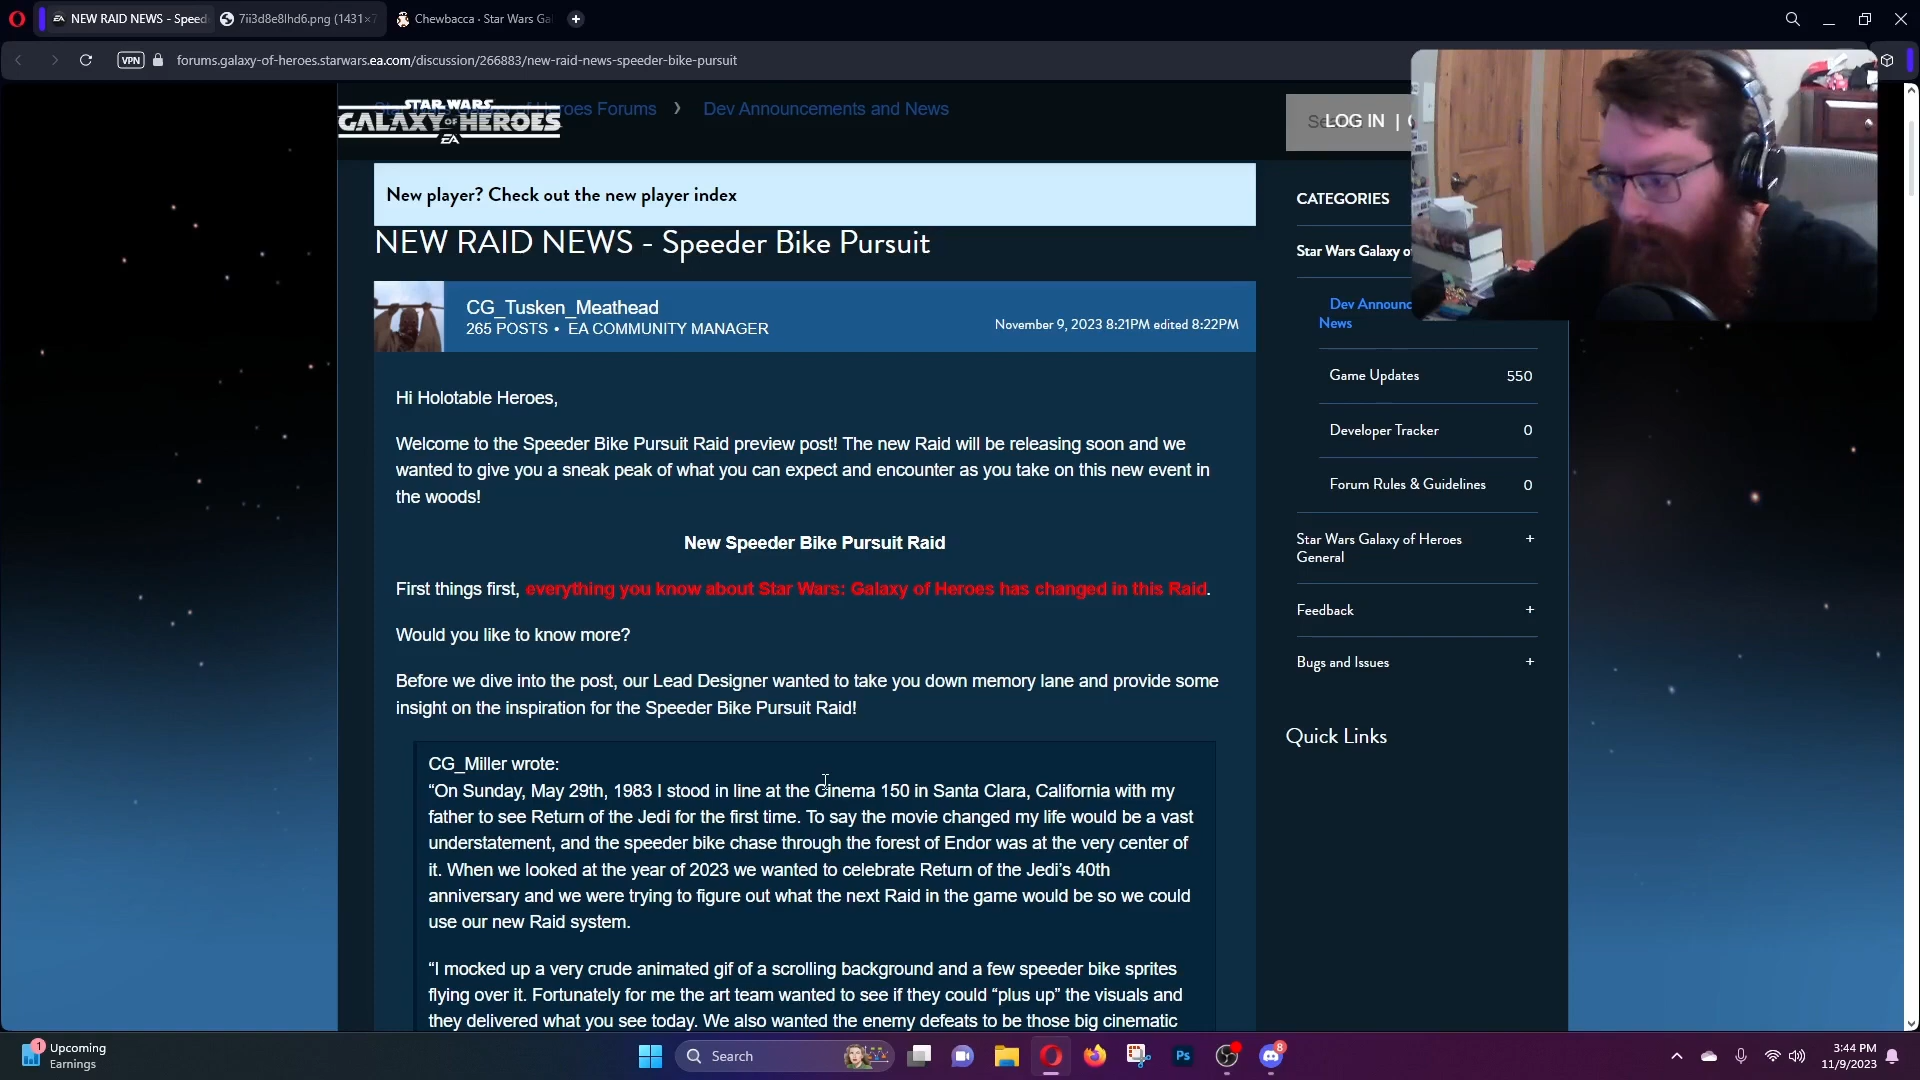 NEW RAID NEWS - Speed
7ii3d8e8lhd6.png (1431×7
Chewbacca · Star Wars Ga
VPN
forums.galaxy-of-heroes.starwars.ea.com/discussion/266883/new-raid-news-speeder-bike-pursuit
STAR WARS
GALAXY OF HEROES
EA
Heroes Forums
Dev Announcements and News
LOG IN |
New player? Check out the new player index
NEW RAID NEWS - Speeder Bike Pursuit
CG_Tusken_Meathead
265 POSTS • EA COMMUNITY MANAGER
November 9, 2023 8:21PM edited 8:22PM
Hi Holotable Heroes,
Welcome to the Speeder Bike Pursuit Raid preview post! The new Raid will be releasing soon and we
wanted to give you a sneak peak of what you can expect and encounter as you take on this new event in
the woods!
New Speeder Bike Pursuit Raid
First things first, everything you know about Star Wars: Galaxy of Heroes has changed in this Raid.
Would you like to know more?
Before we dive into the post, our Lead Designer wanted to take you down memory lane and provide some
insight on the inspiration for the Speeder Bike Pursuit Raid!
CG_Miller wrote:
“On Sunday, May 29th, 1983 I stood in line at the Cinema 150 in Santa Clara, California with my
father to see Return of the Jedi for the first time. To say the movie changed my life would be a vast
understatement, and the speeder bike chase through the forest of Endor was at the very center of
it. When we looked at the year of 2023 we wanted to celebrate Return of the Jedi’s 40th
anniversary and we were trying to figure out what the next Raid in the game would be so we could
use our new Raid system.
“I mocked up a very crude animated gif of a scrolling background and a few speeder bike sprites
flying over it. Fortunately for me the art team wanted to see if they could “plus up” the visuals and
they delivered what you see today. We also wanted the enemy defeats to be those big cinematic
CATEGORIES
Star Wars Galaxy o
Dev Announc
News
Game Updates 550
Developer Tracker 0
Forum Rules & Guidelines 0
Star Wars Galaxy of Heroes +
General
Feedback +
Bugs and Issues +
Quick Links
1
Upcoming
Earnings
Search
Ps
8
3:44 PM
11/9/2023